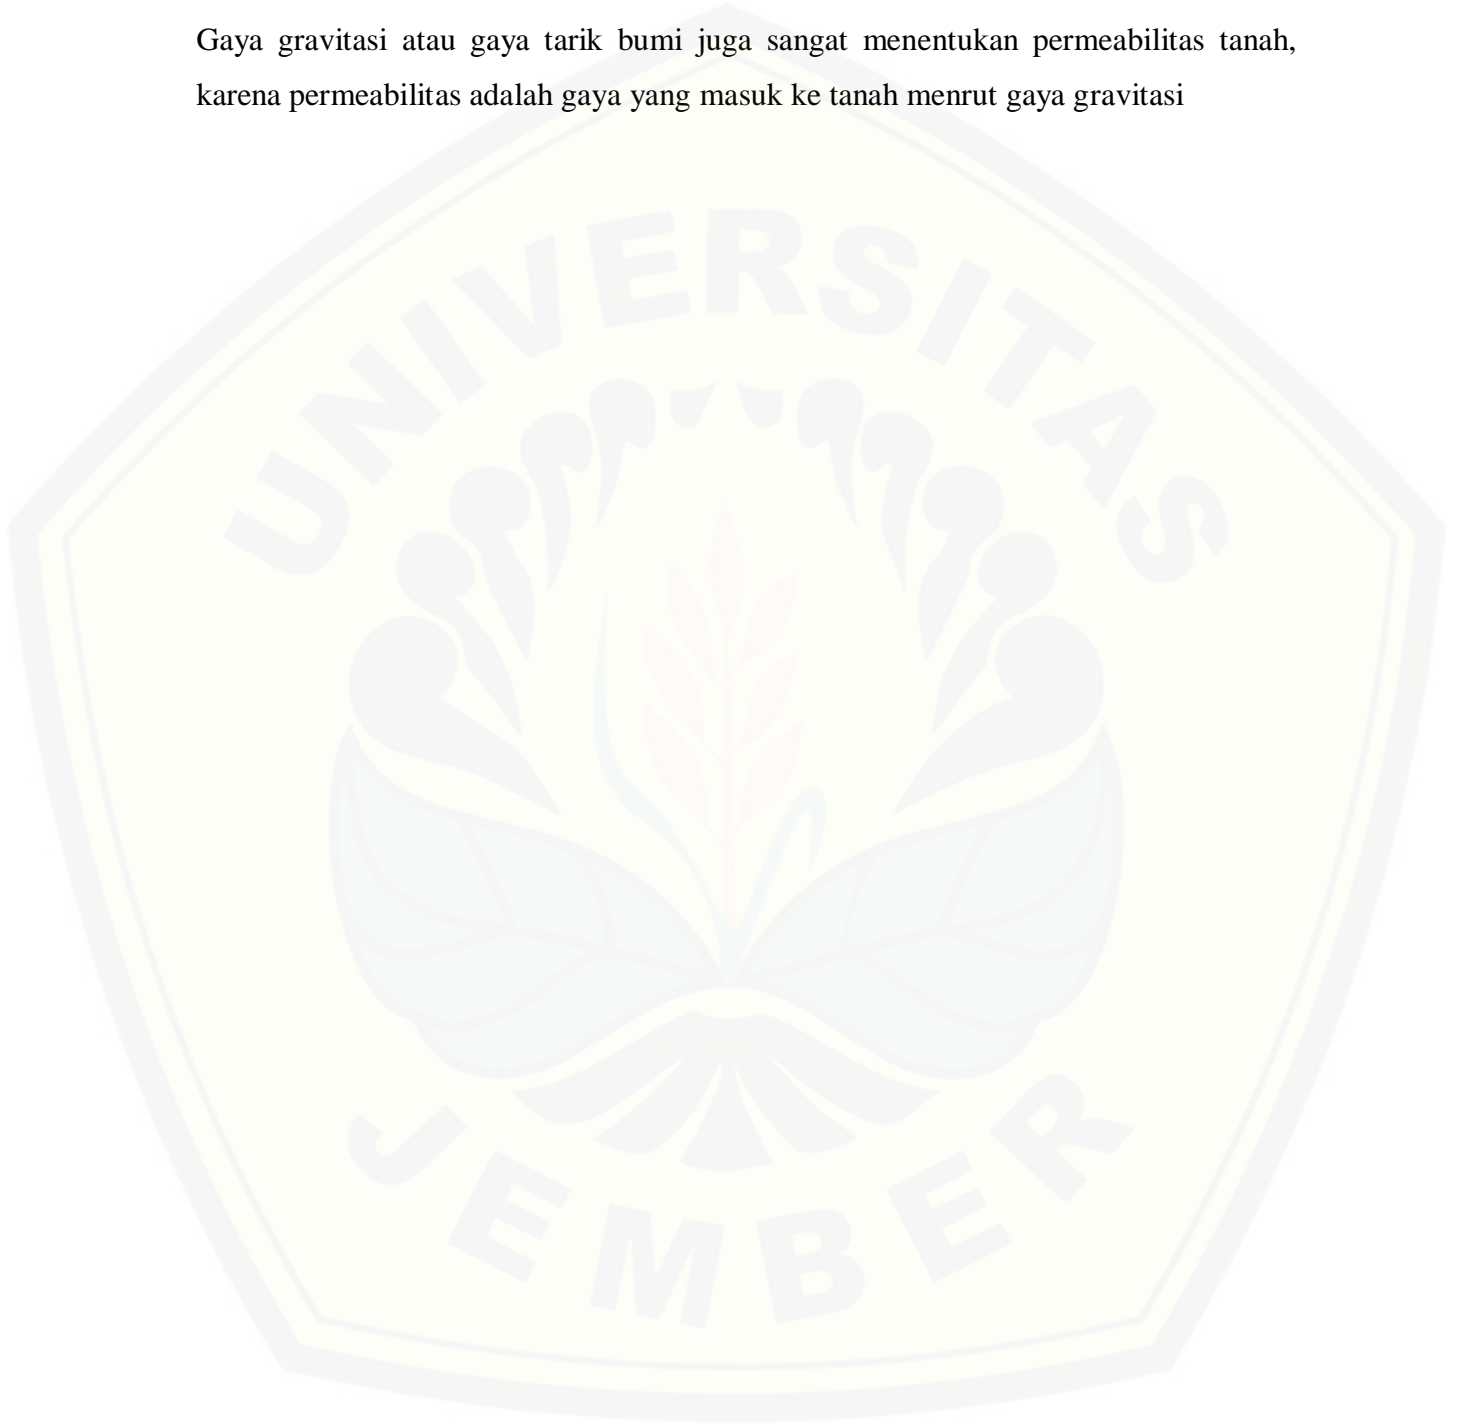 Gaya gravitasi atau gaya tarik bumi juga sangat menentukan permeabilitas tanah,
karena permeabilitas adalah gaya yang masuk ke tanah menrut gaya gravitasi
UNIVERSITAS
JEMBER